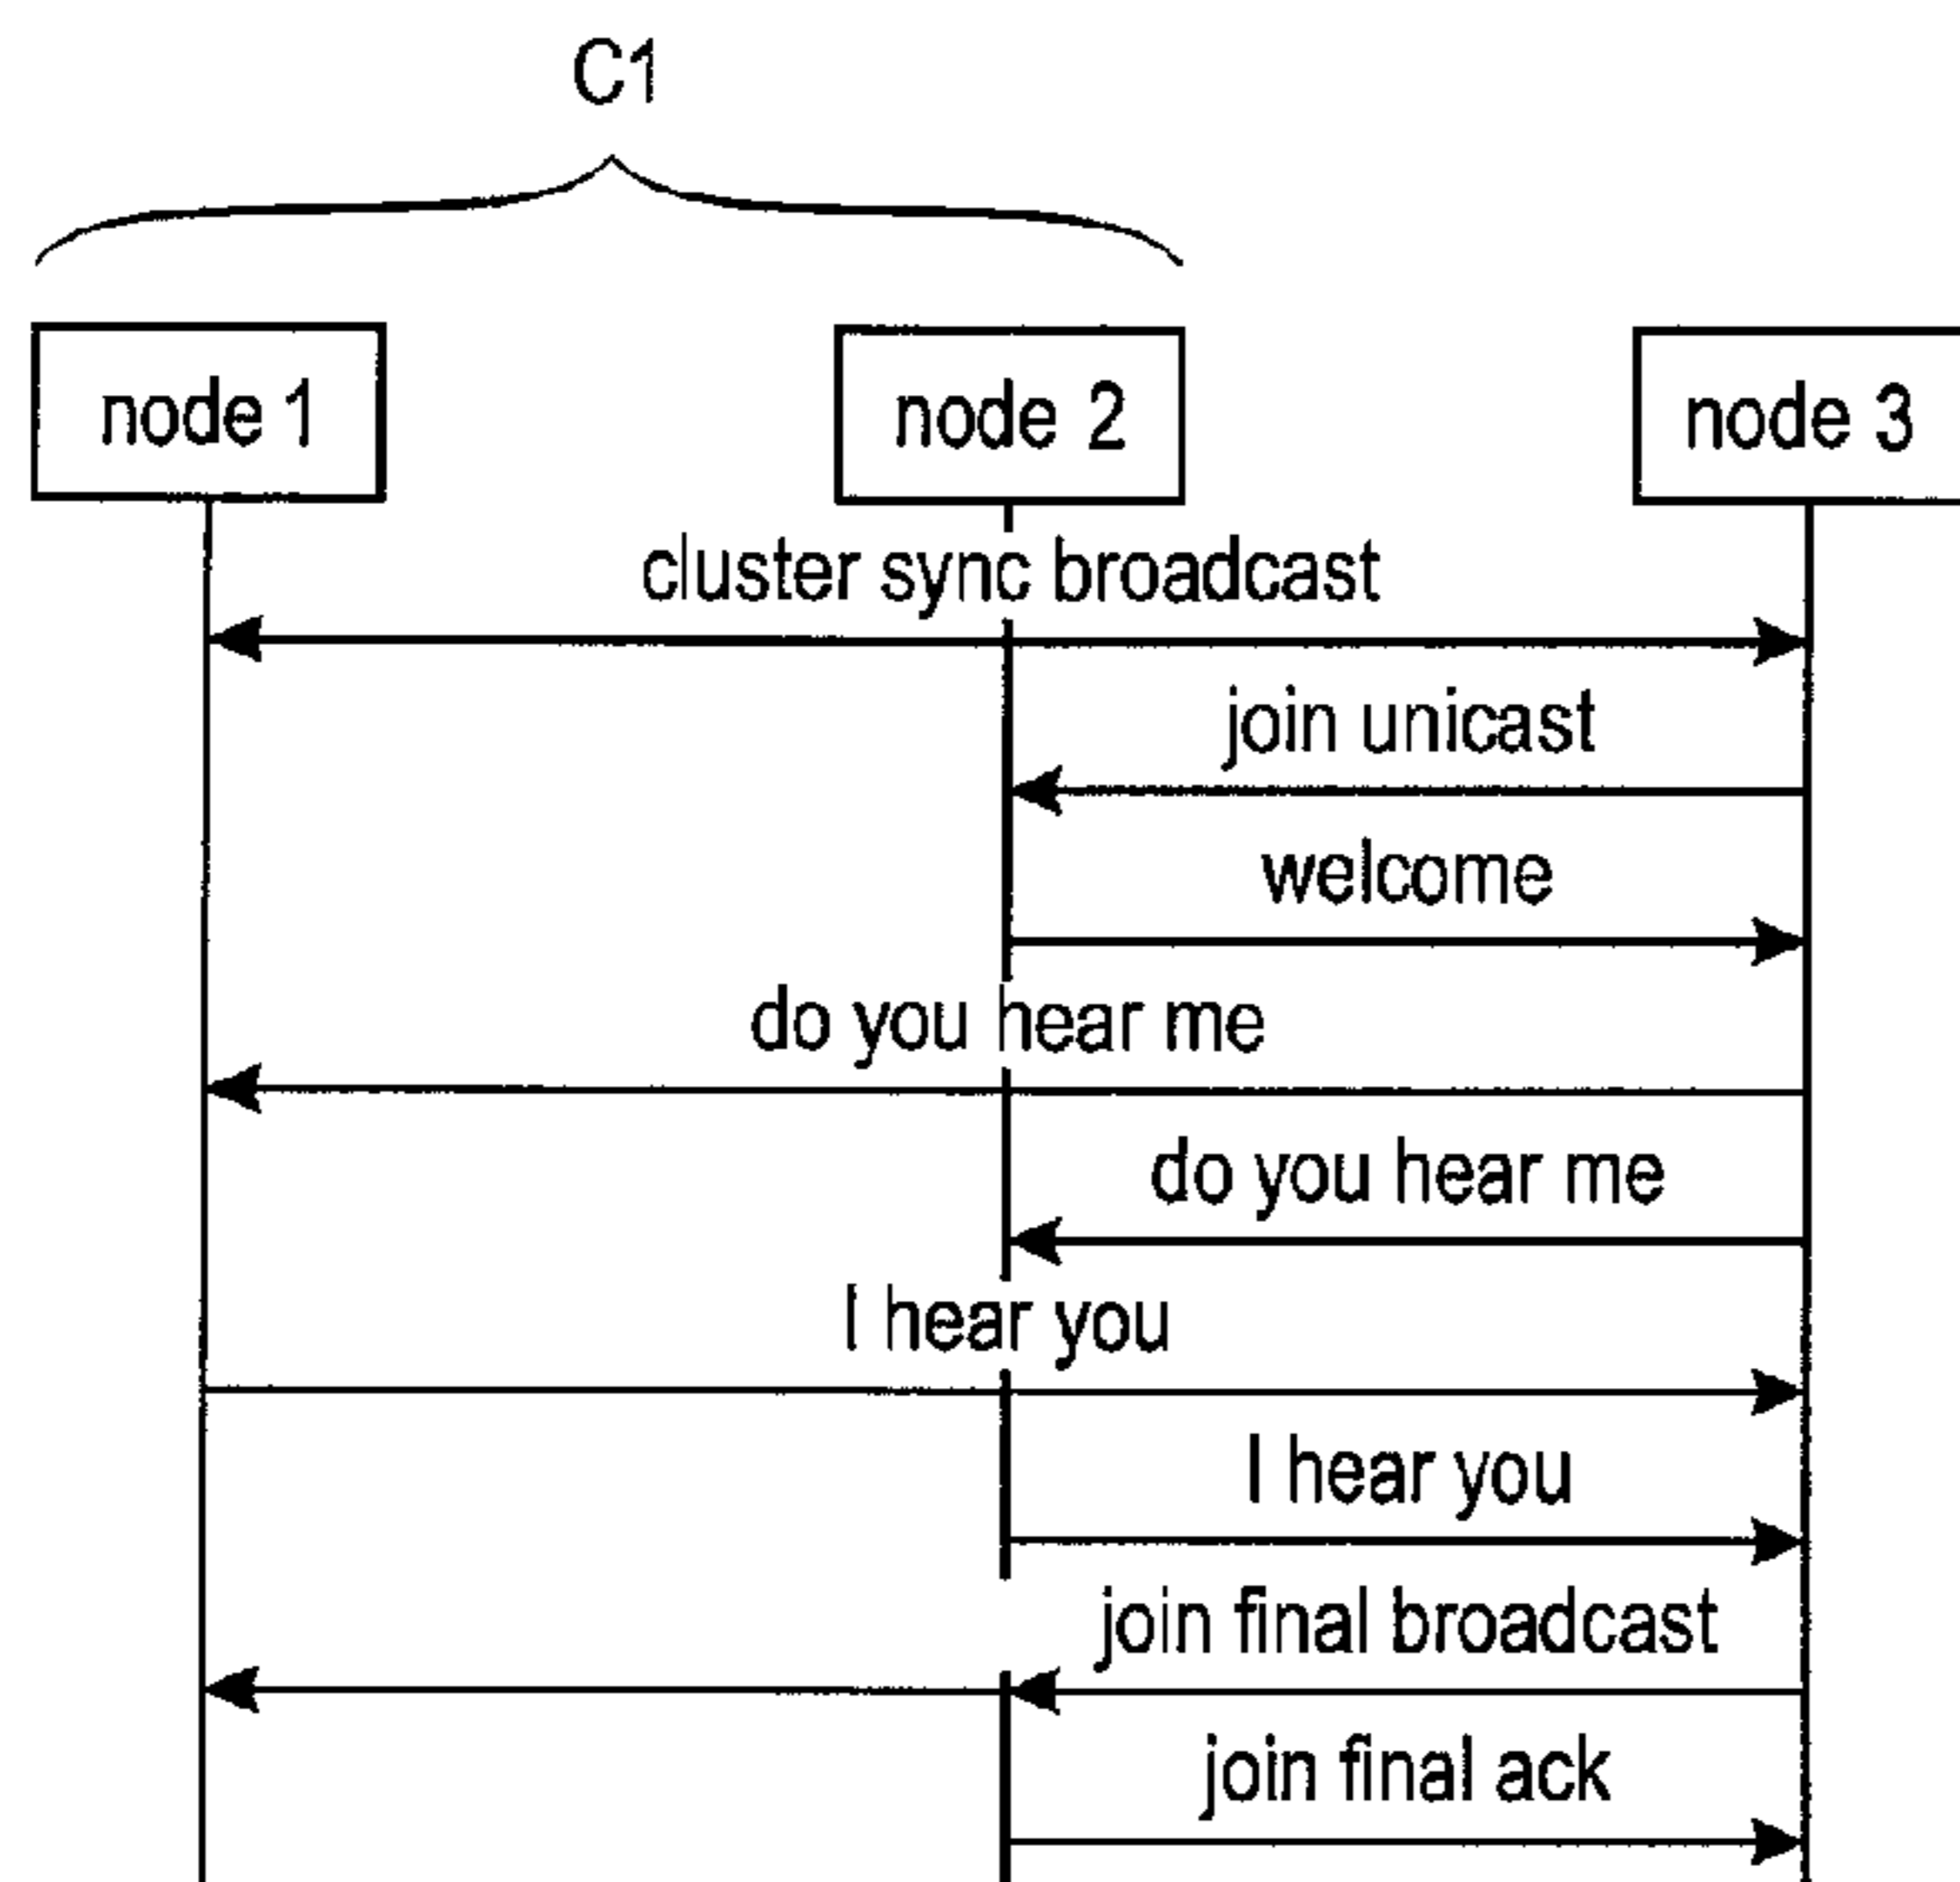 C1
node 1
node 2
node 3
cluster sync broadcast
join unicast
welcome
do you hear me
do you hear me
I hear you
I hear you
join final broadcast
join final ack